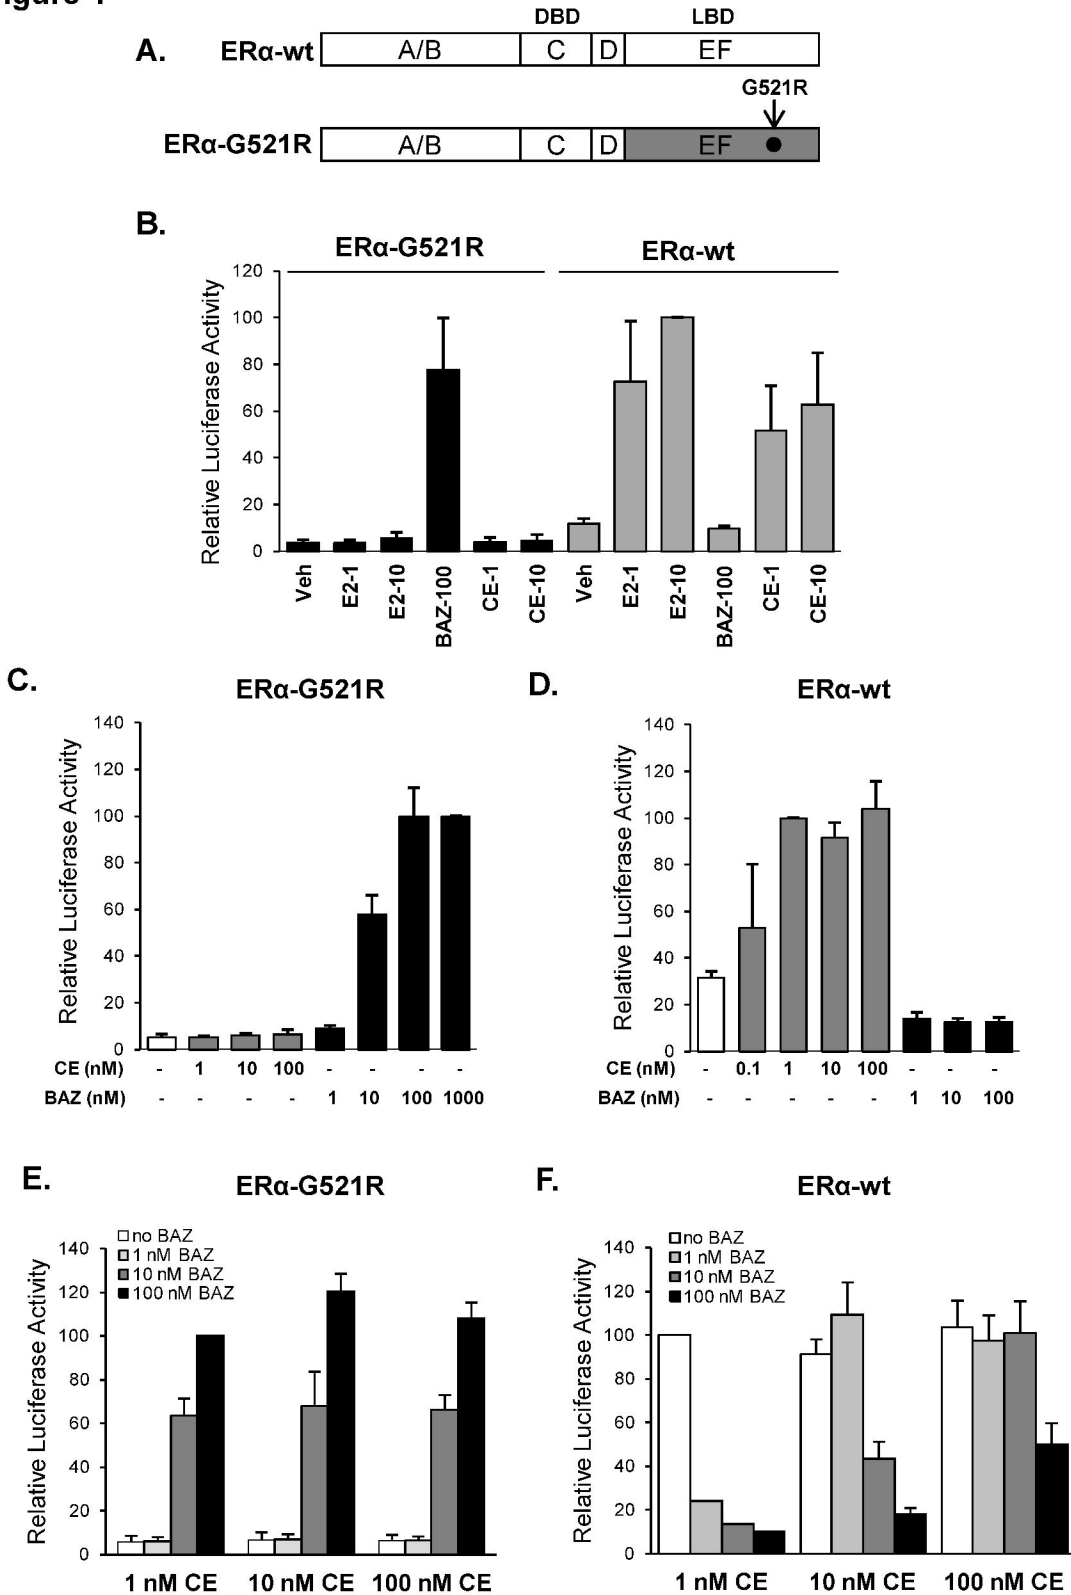 DBD LBD
A. ERα-wt A/B C D EF
G521R
ERα-G521R A/B C D EF
B.
ERα-G521R ERα-wt
Relative Luciferase Activity
120
100
80
60
40
20
0
Veh E2-1 E2-10 BAZ-100 CE-1 CE-10 Veh E2-1 E2-10 BAZ-100 CE-1 CE-10
C. ERα-G521R
Relative Luciferase Activity
140
120
100
80
60
40
20
0
CE (nM) - 1 10 100 - - - -
BAZ (nM) - - - - 1 10 100 1000
D. ERα-wt
Relative Luciferase Activity
140
120
100
80
60
40
20
0
CE (nM) - 0.1 1 10 100 - - -
BAZ (nM) - - - - - 1 10 100
E. ERα-G521R
no BAZ
1 nM BAZ
10 nM BAZ
100 nM BAZ
Relative Luciferase Activity
140
120
100
80
60
40
20
0
1 nM CE 10 nM CE 100 nM CE
F. ERα-wt
no BAZ
1 nM BAZ
10 nM BAZ
100 nM BAZ
Relative Luciferase Activity
140
120
100
80
60
40
20
0
1 nM CE 10 nM CE 100 nM CE